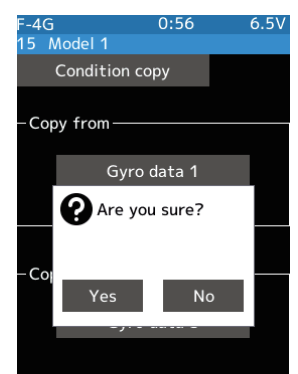 F-4G 0:56 6.5V
15 Model 1
Condition copy
Copy from
Gyro data 1
Are you sure?
Yes No